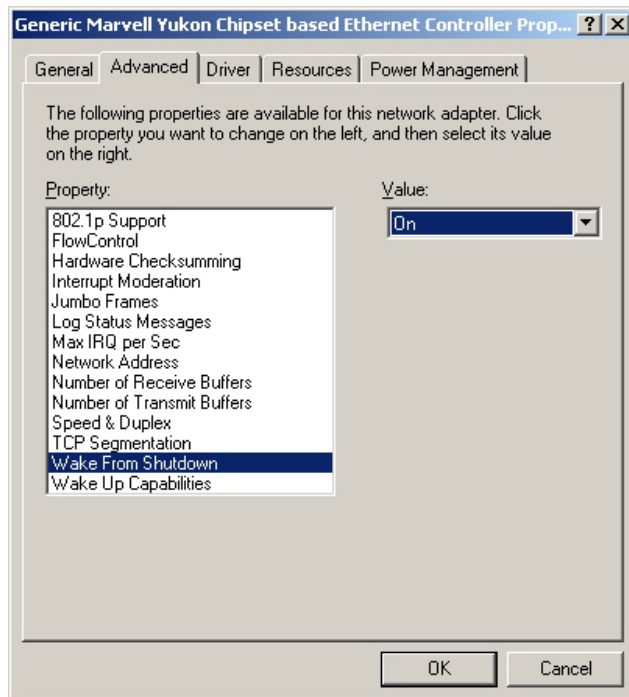 Generic Marvell Yukon Chipset based Ethernet Controller Prop...
General
Advanced
Driver
Resources
Power Management
The following properties are available for this network adapter. Click
the property you want to change on the left, and then select its value
on the right.
Property:
802.1p Support
FlowControl
Hardware Checksumming
Interrupt Moderation
Jumbo Frames
Log Status Messages
Max IRQ per Sec
Network Address
Number of Receive Buffers
Number of Transmit Buffers
Speed & Duplex
TCP Segmentation
Wake From Shutdown
Wake Up Capabilities
Value:
On
OK
Cancel